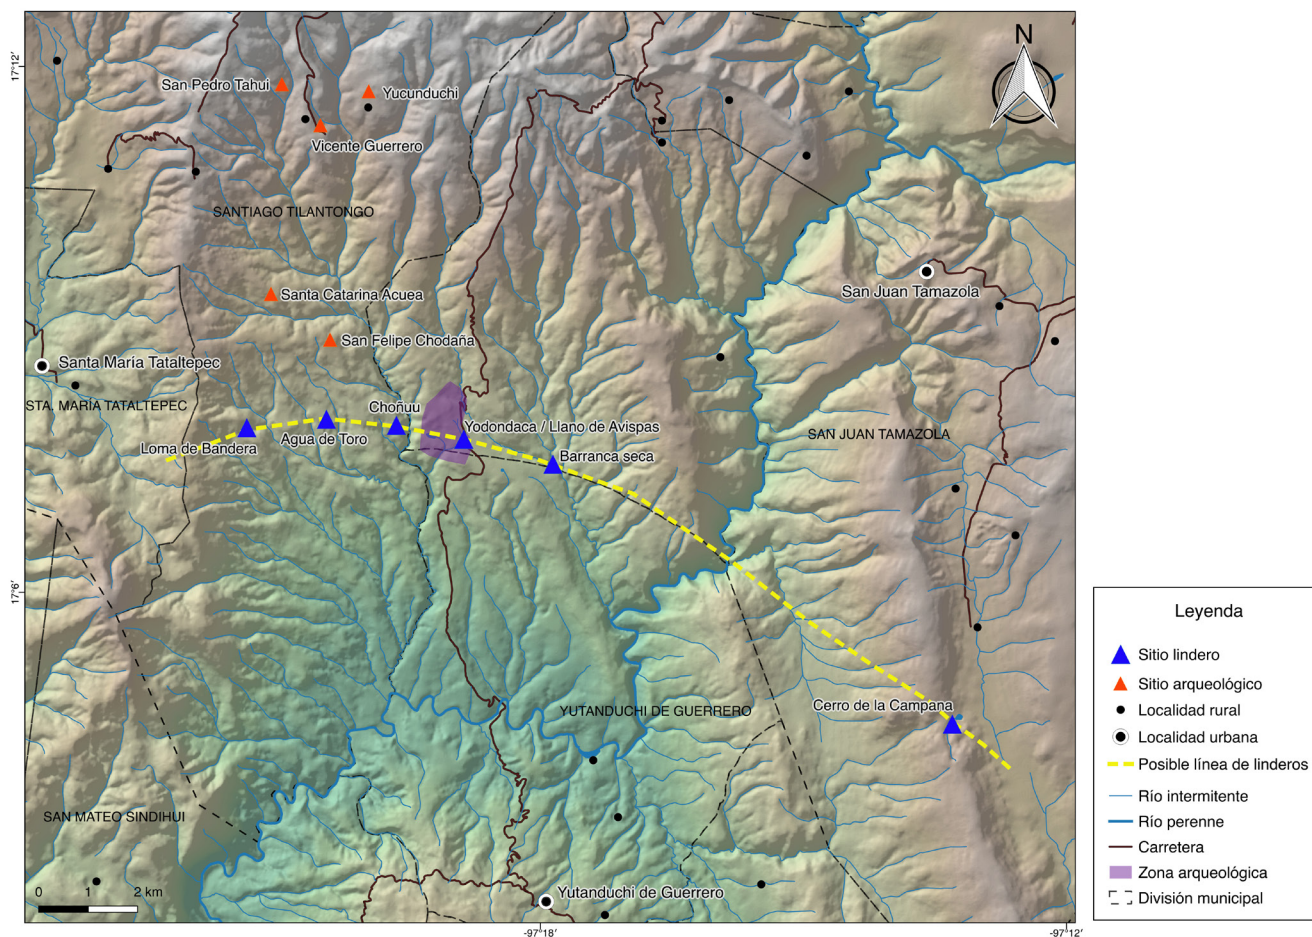 N
17°12′
San Pedro Tahui
Yucunduchi
Vicente Guerrero
SANTIAGO TILANTONGO
San Juan Tamazola
Santa Catarina Acuea
San Felipe Chodaña
Santa María Tataltepec
STA. MARÍA TATALTEPEC
Choñuu
Yodondaca / Llano de Avispas
Agua de Toro
Loma de Bandera
SAN JUAN TAMAZOLA
Barranca seca
17°6′
Cerro de la Campana
YUTANDUCHI DE GUERRERO
SAN MATEO SINDIHUI
0 1 2 km
Yutanduchi de Guerrero
-97°18′
-97°12′
Leyenda
Sitio lindero
Sitio arqueológico
Localidad rural
Localidad urbana
Posible línea de linderos
Río intermitente
Río perenne
Carretera
Zona arqueológica
División municipal